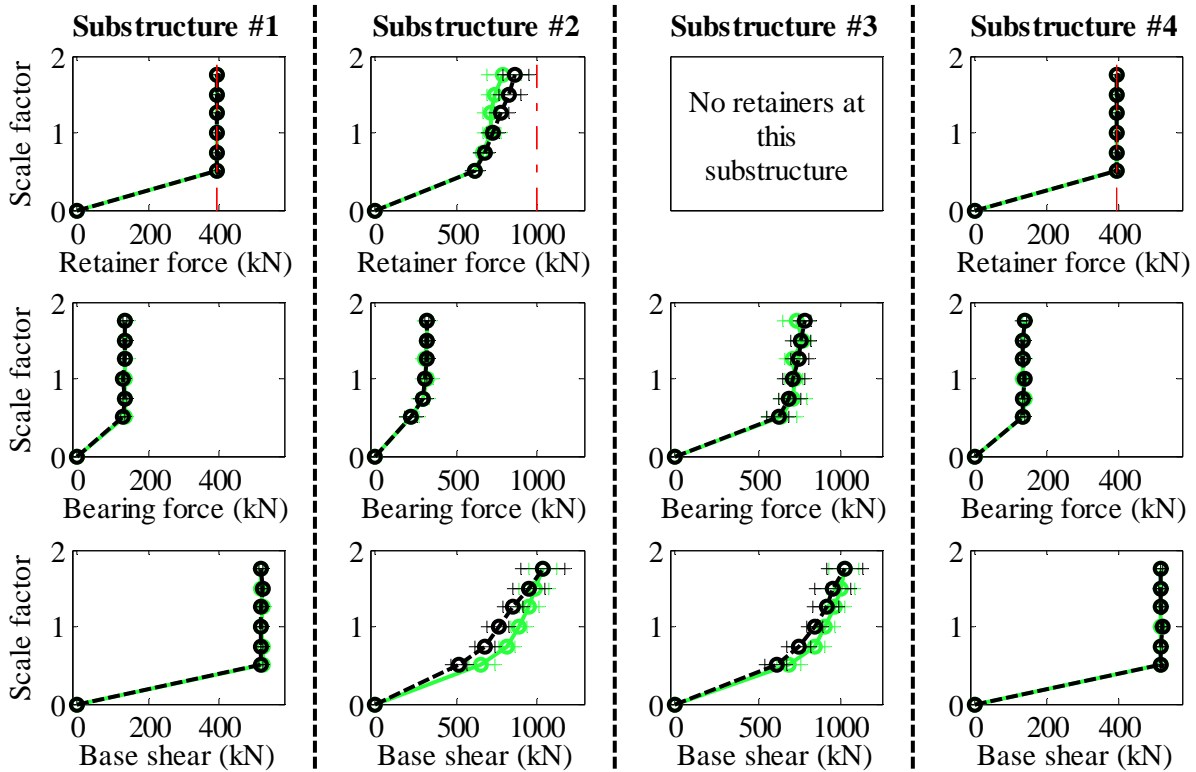 Substructure #1 Substructure #2 Substructure #3 Substructure #4
Scale factor
2
1
0
0 200 400
Retainer force (kN)
2
1
0
0 500 1000
Retainer force (kN)
No retainers at
this
substructure
2
1
0
0 200 400
Retainer force (kN)
Scale factor
2
1
0
0 200 400
Bearing force (kN)
2
1
0
0 500 1000
Bearing force (kN)
2
1
0
0 500 1000
Bearing force (kN)
2
1
0
0 200 400
Bearing force (kN)
Scale factor
2
1
0
0 200 400
Base shear (kN)
2
1
0
0 500 1000
Base shear (kN)
2
1
0
0 500 1000
Base shear (kN)
2
1
0
0 200 400
Base shear (kN)